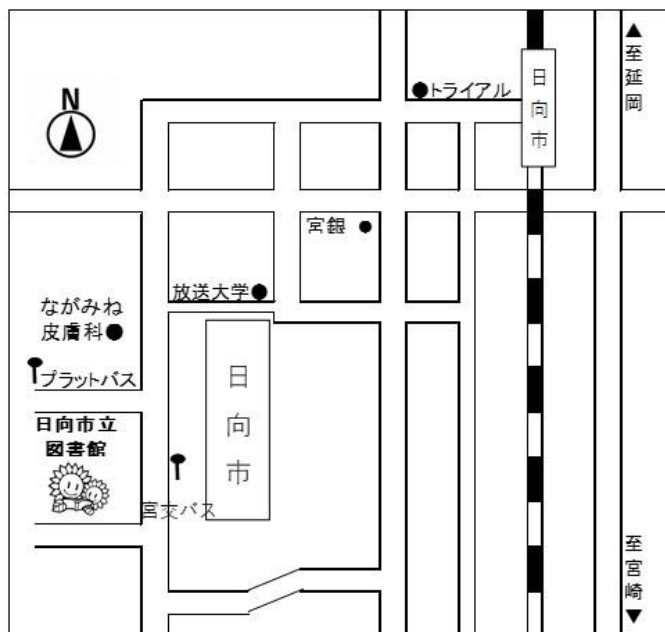 N
トライアル
日向市
▲至延岡
宮銀
放送大学
ながみね
皮膚科
プラットバス
日向市立
図書館
日向市
宮交バス
至宮崎▼